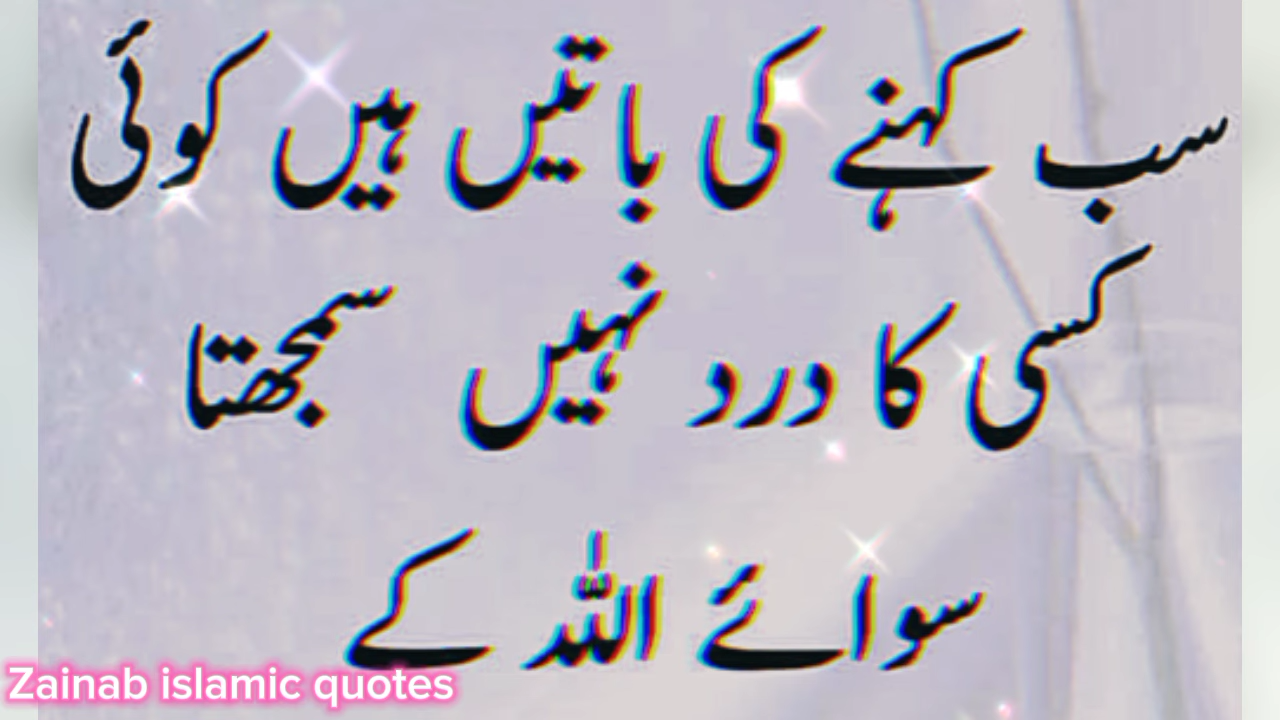 سب کہنے کی باتیں ہیں کوئی
کسی کا درد نہیں سمجھتا
سوائے اللہ کے
Zainab islamic quotes